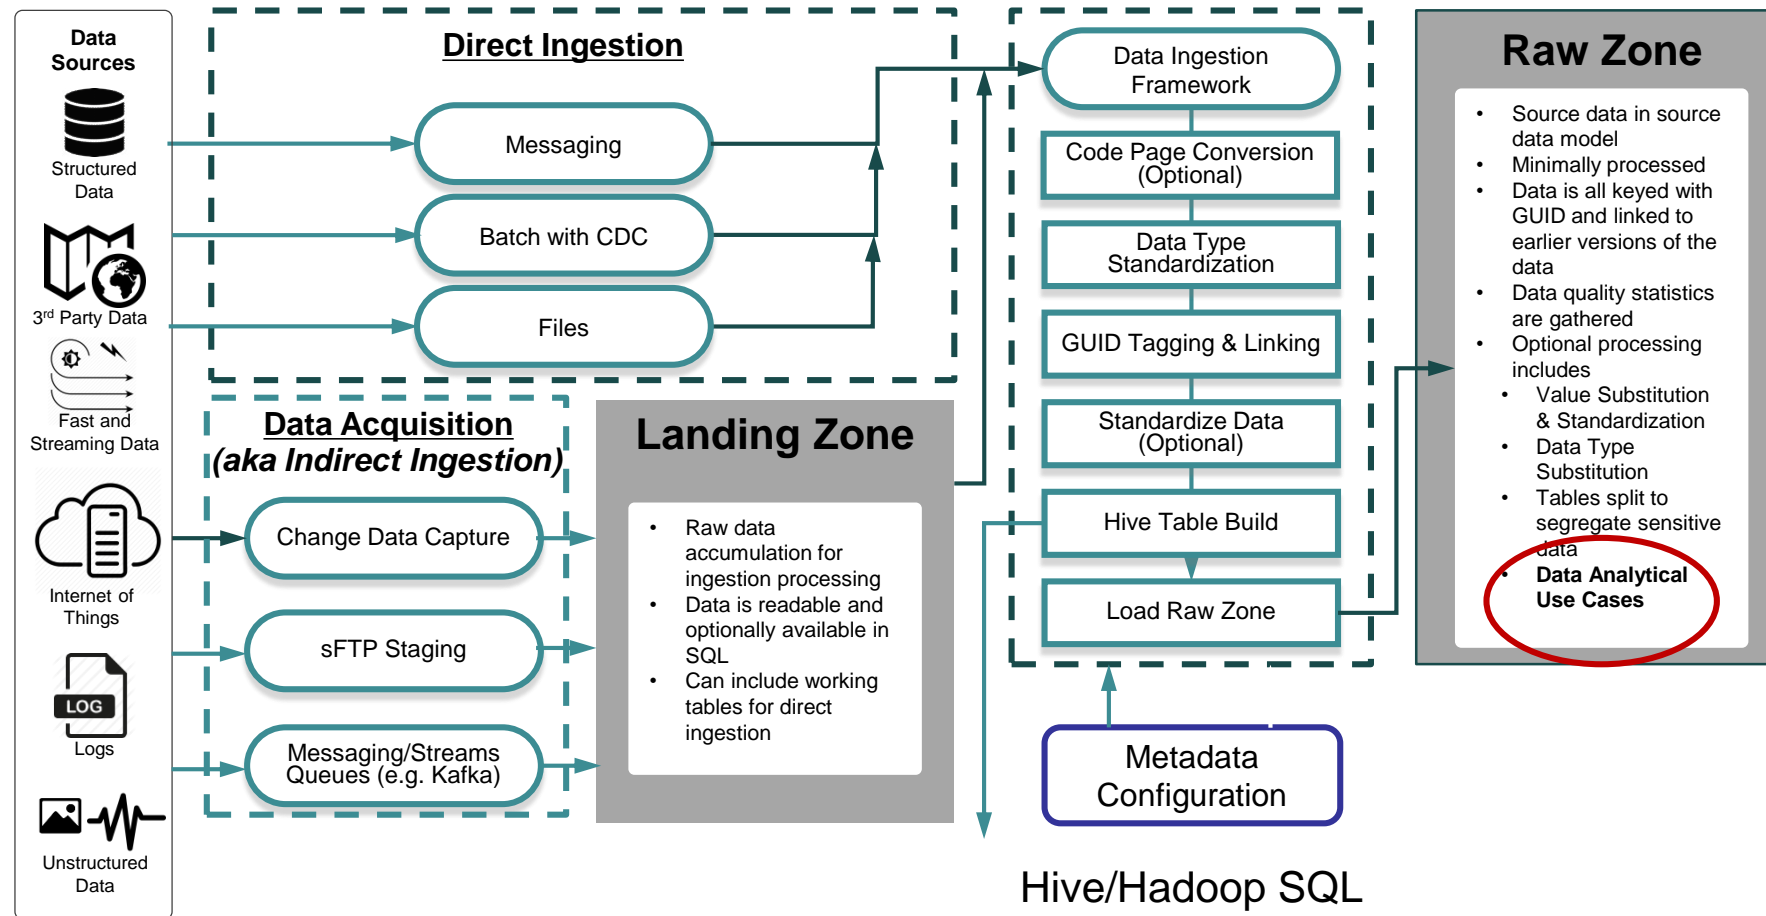 Data
Sources
Structured
Data
3rd Party Data
Fast and
Streaming Data
Internet of
Things
LOG
Logs
Unstructured
Data
Direct Ingestion
Messaging
Batch with CDC
Files
Data Acquisition
(aka Indirect Ingestion)
Change Data Capture
sFTP Staging
Messaging/Streams
Queues (e.g. Kafka)
Landing Zone
• Raw data
accumulation for
ingestion processing
• Data is readable and
optionally available in
SQL
• Can include working
tables for direct
ingestion
Data Ingestion
Framework
Code Page Conversion
(Optional)
Data Type
Standardization
GUID Tagging & Linking
Standardize Data
(Optional)
Hive Table Build
Load Raw Zone
Metadata
Configuration
Hive/Hadoop SQL
Raw Zone
• Source data in source
data model
• Minimally processed
• Data is all keyed with
GUID and linked to
earlier versions of the
data
• Data quality statistics
are gathered
• Optional processing
includes
• Value Substitution
& Standardization
• Data Type
Substitution
• Tables split to
segregate sensitive
data
• Data Analytical
Use Cases